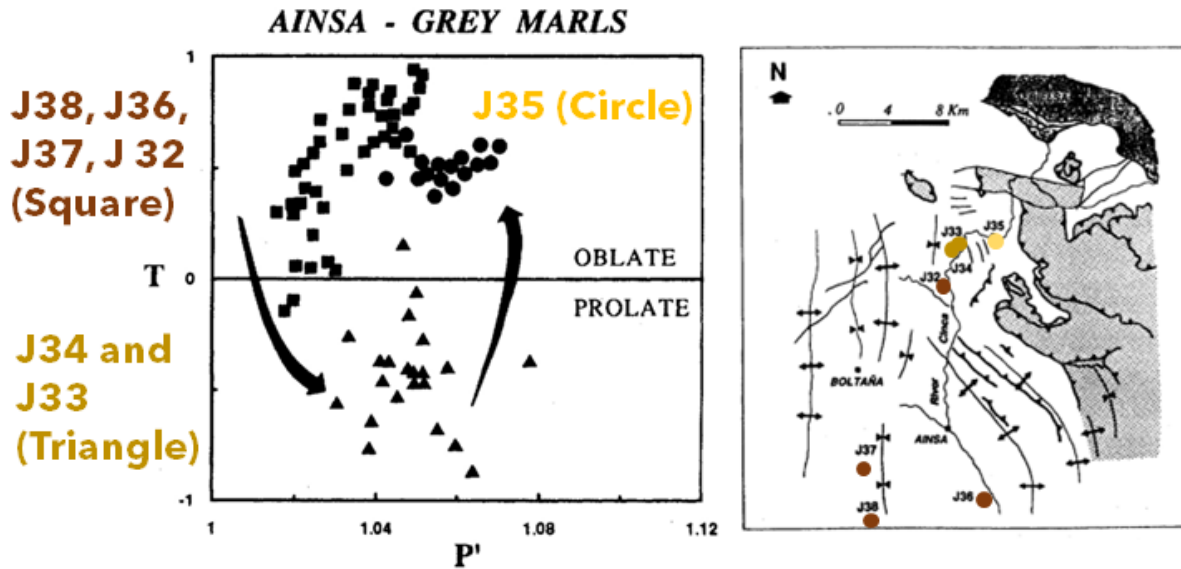 AINSA - GREY MARLS
J38, J36,
J37, J 32
(Square)
J35 (Circle)
J34 and
J33
(Triangle)
1
T
0
-1
OBLATE
PROLATE
1
1.04
1.08
1.12
P'
N
.0 4 8 Km
J33
J35
J34
J32
Cinca
BOLTAÑA
River
AINSA
J37
J36
J38